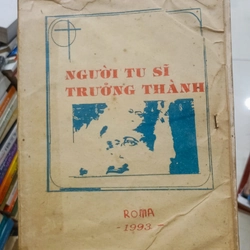 NGƯỜI TU SĨ
TRƯỞNG THÀNH
ROMA
- 1993 -